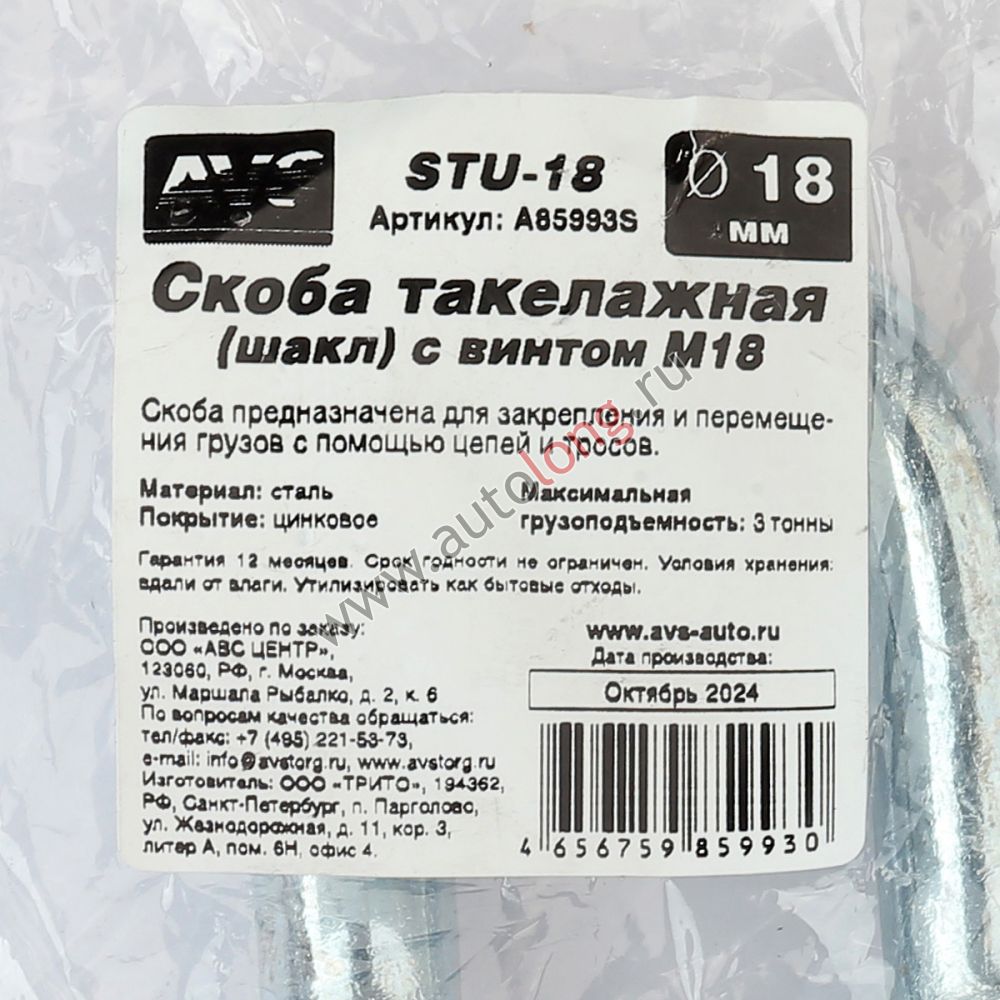 AVS
STU-18
Артикул: A85993S
Ø 18
мм
Скоба такелажная
(шакл) с винтом М18
Скоба предназначена для закрепления и перемеще-
ния грузов с помощью цепей и тросов.
Материал: сталь
Покрытие: цинковое
Максимальная
грузоподъемность: 3 тонны
Гарантия 12 месяцев. Срок годности не ограничен. Условия хранения:
вдали от влаги. Утилизировать как бытовые отходы.
Произведено по заказу:
ООО «АВС ЦЕНТР»,
123060, РФ, г. Москва,
ул. Маршала Рыбалко, д. 2, к. 6
По вопросам качества обращаться:
тел/факс: +7 (495) 221-53-73,
e-mail: info@avstorg.ru, www.avstorg.ru
Изготовитель: ООО «ТРИТО», 194362,
РФ, Санкт-Петербург, п. Парголово,
ул. Железнодорожная, д. 11, кор. 3,
литер А, пом. 6Н, офис 4.
www.avs-auto.ru
Дата производства:
Октябрь 2024
4 656759 859930
www.autolong.ru